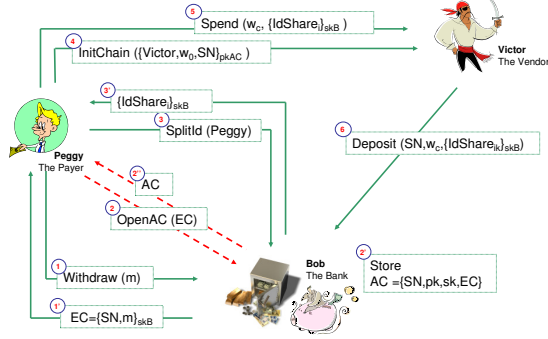 5
Spend (w_c, {IdShare_i}_skB )
4
InitChain ({Victor,w_0,SN}_pkAC )
Victor
The Vendor
3'
{IdShare_i}_skB
3
SplitId (Peggy)
6
Deposit (SN,w_c,{IdShare_ik}_skB)
Peggy
The Payer
2''
AC
2
OpenAC (EC)
1
Withdraw (m)
1'
EC={SN,m}_skB
Bob
The Bank
2'
Store
AC ={SN,pk,sk,EC}